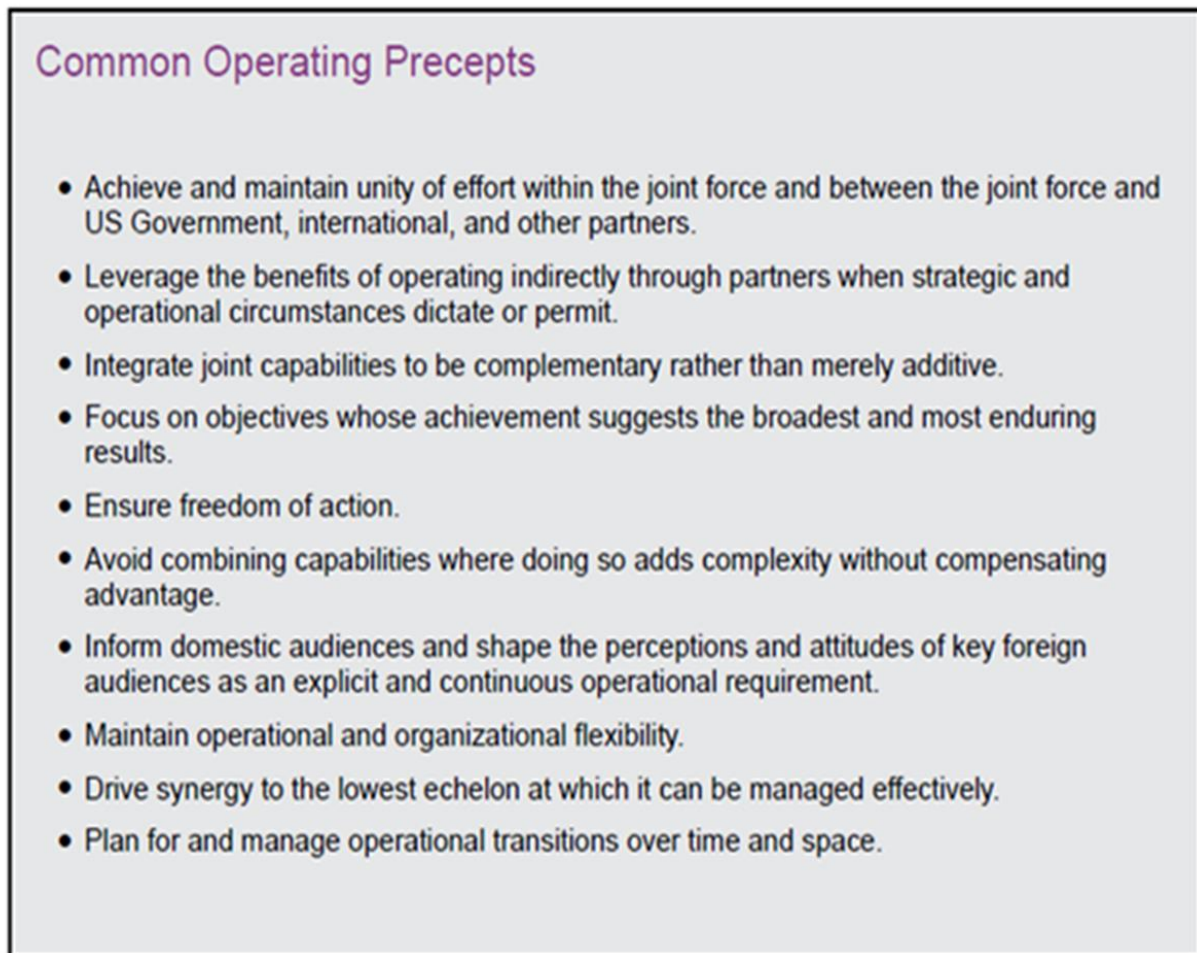 Common Operating Precepts
• Achieve and maintain unity of effort within the joint force and between the joint force and
US Government, international, and other partners.
• Leverage the benefits of operating indirectly through partners when strategic and
operational circumstances dictate or permit.
• Integrate joint capabilities to be complementary rather than merely additive.
• Focus on objectives whose achievement suggests the broadest and most enduring
results.
• Ensure freedom of action.
• Avoid combining capabilities where doing so adds complexity without compensating
advantage.
• Inform domestic audiences and shape the perceptions and attitudes of key foreign
audiences as an explicit and continuous operational requirement.
• Maintain operational and organizational flexibility.
• Drive synergy to the lowest echelon at which it can be managed effectively.
• Plan for and manage operational transitions over time and space.